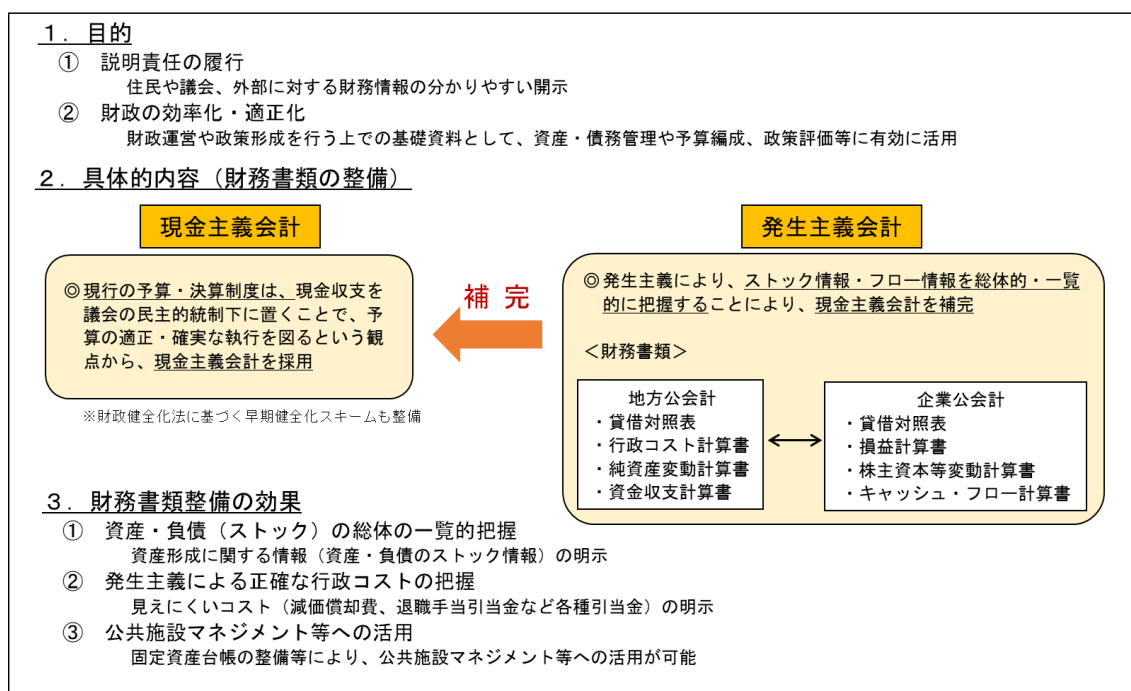 １．目的
① 説明責任の履行
住民や議会、外部に対する財務情報の分かりやすい開示
② 財政の効率化・適正化
財政運営や政策形成を行う上での基礎資料として、資産・債務管理や予算編成、政策評価等に有効に活用
２．具体的内容（財務書類の整備）
現金主義会計
◎現行の予算・決算制度は、現金収支を
議会の民主的統制下に置くことで、予
算の適正・確実な執行を図るという観
点から、現金主義会計を採用
※財政健全化法に基づく早期健全化スキームも整備
補 完
発生主義会計
◎発生主義により、ストック情報・フロー情報を総体的・一覧
的に把握することにより、現金主義会計を補完
＜財務書類＞
地方公会計
・貸借対照表
・行政コスト計算書
・純資産変動計算書
・資金収支計算書
企業公会計
・貸借対照表
・損益計算書
・株主資本等変動計算書
・キャッシュ・フロー計算書
３．財務書類整備の効果
① 資産・負債（ストック）の総体の一覧的把握
資産形成に関する情報（資産・負債のストック情報）の明示
② 発生主義による正確な行政コストの把握
見えにくいコスト（減価償却費、退職手当引当金など各種引当金）の明示
③ 公共施設マネジメント等への活用
固定資産台帳の整備等により、公共施設マネジメント等への活用が可能